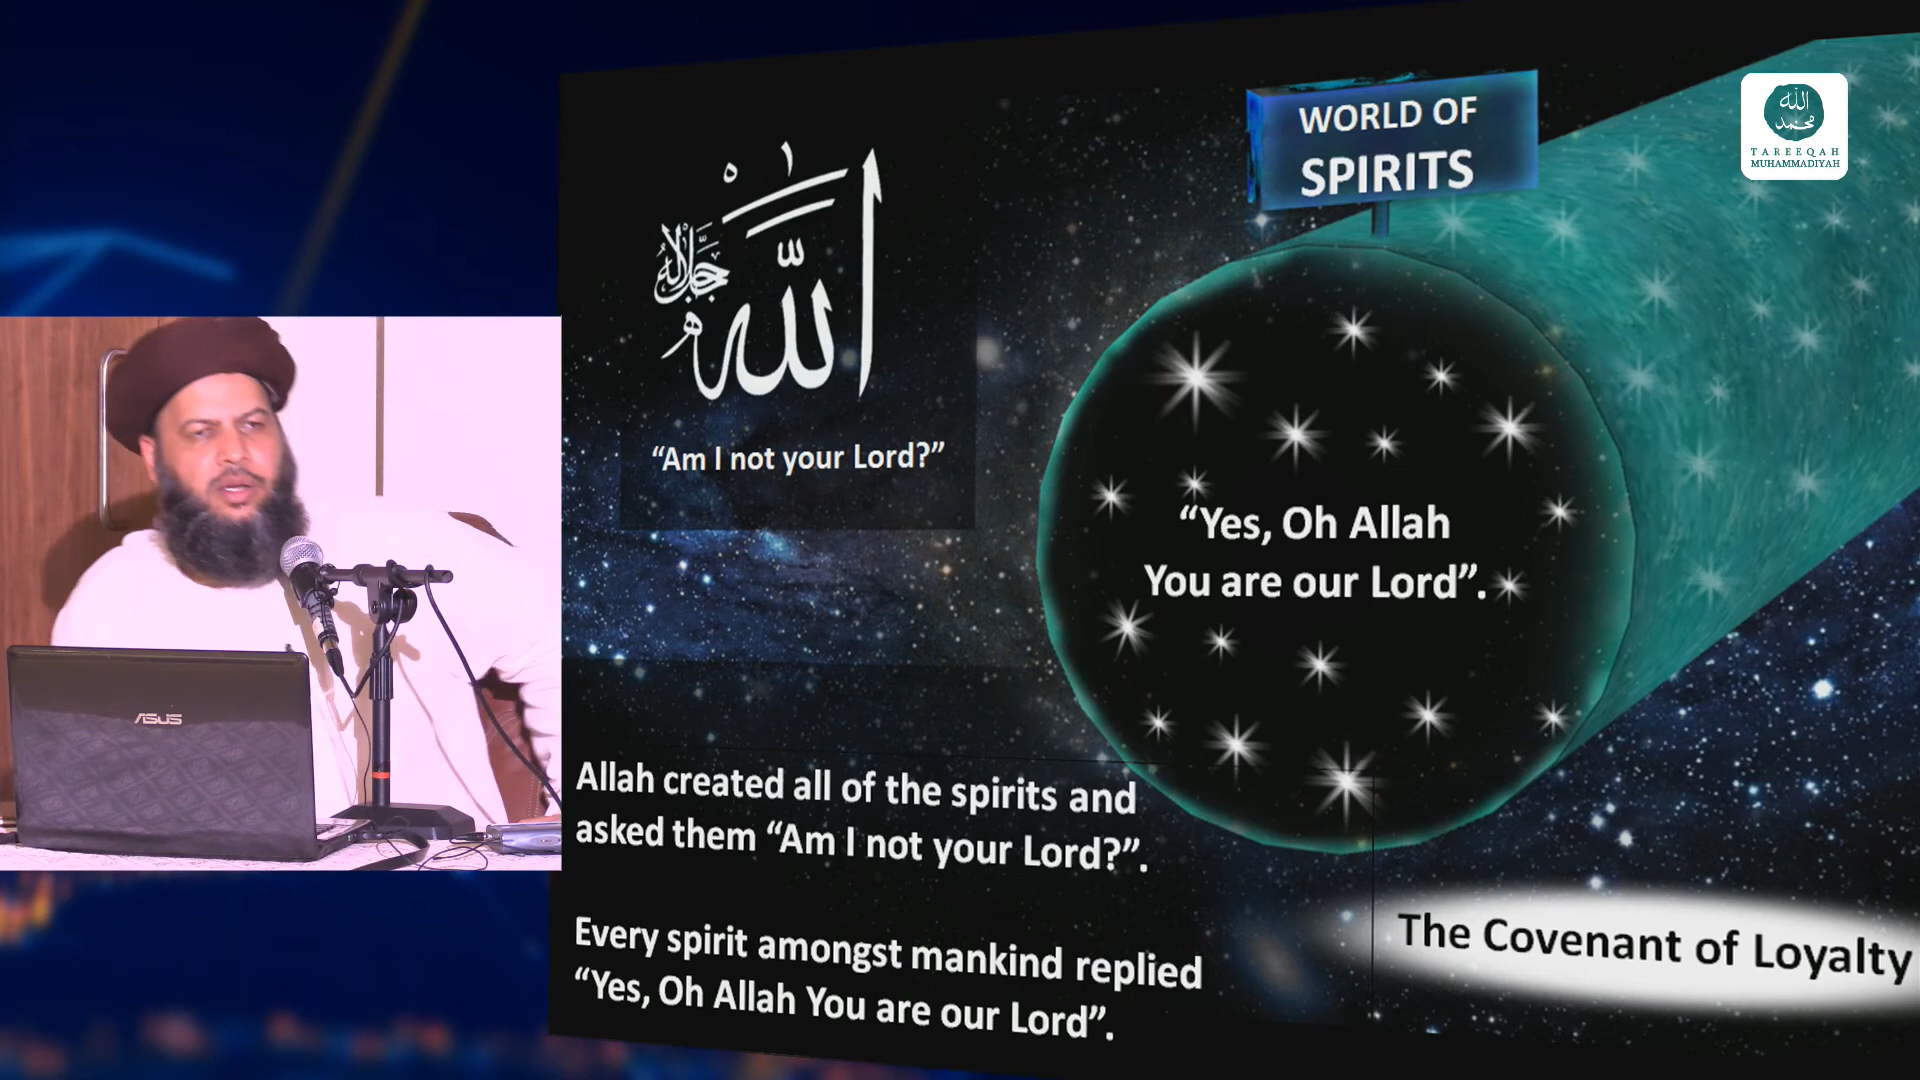 الله
جل جلاله
"Am I not your Lord?"
WORLD OF
SPIRITS
الله
محمد
TAREEQAH
MUHAMMADIYAH
"Yes, Oh Allah
You are our Lord".
ASUS
Allah created all of the spirits and
asked them "Am I not your Lord?".
Every spirit amongst mankind replied
"Yes, Oh Allah You are our Lord".
The Covenant of Loyalty